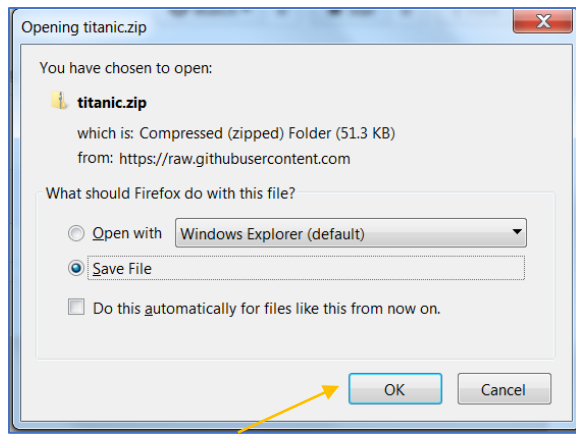 Opening titanic.zip
You have chosen to open:
titanic.zip
which is: Compressed (zipped) Folder (51.3 KB)
from: https://raw.githubusercontent.com
What should Firefox do with this file?
Open with Windows Explorer (default)
Save File
Do this automatically for files like this from now on.
OK Cancel